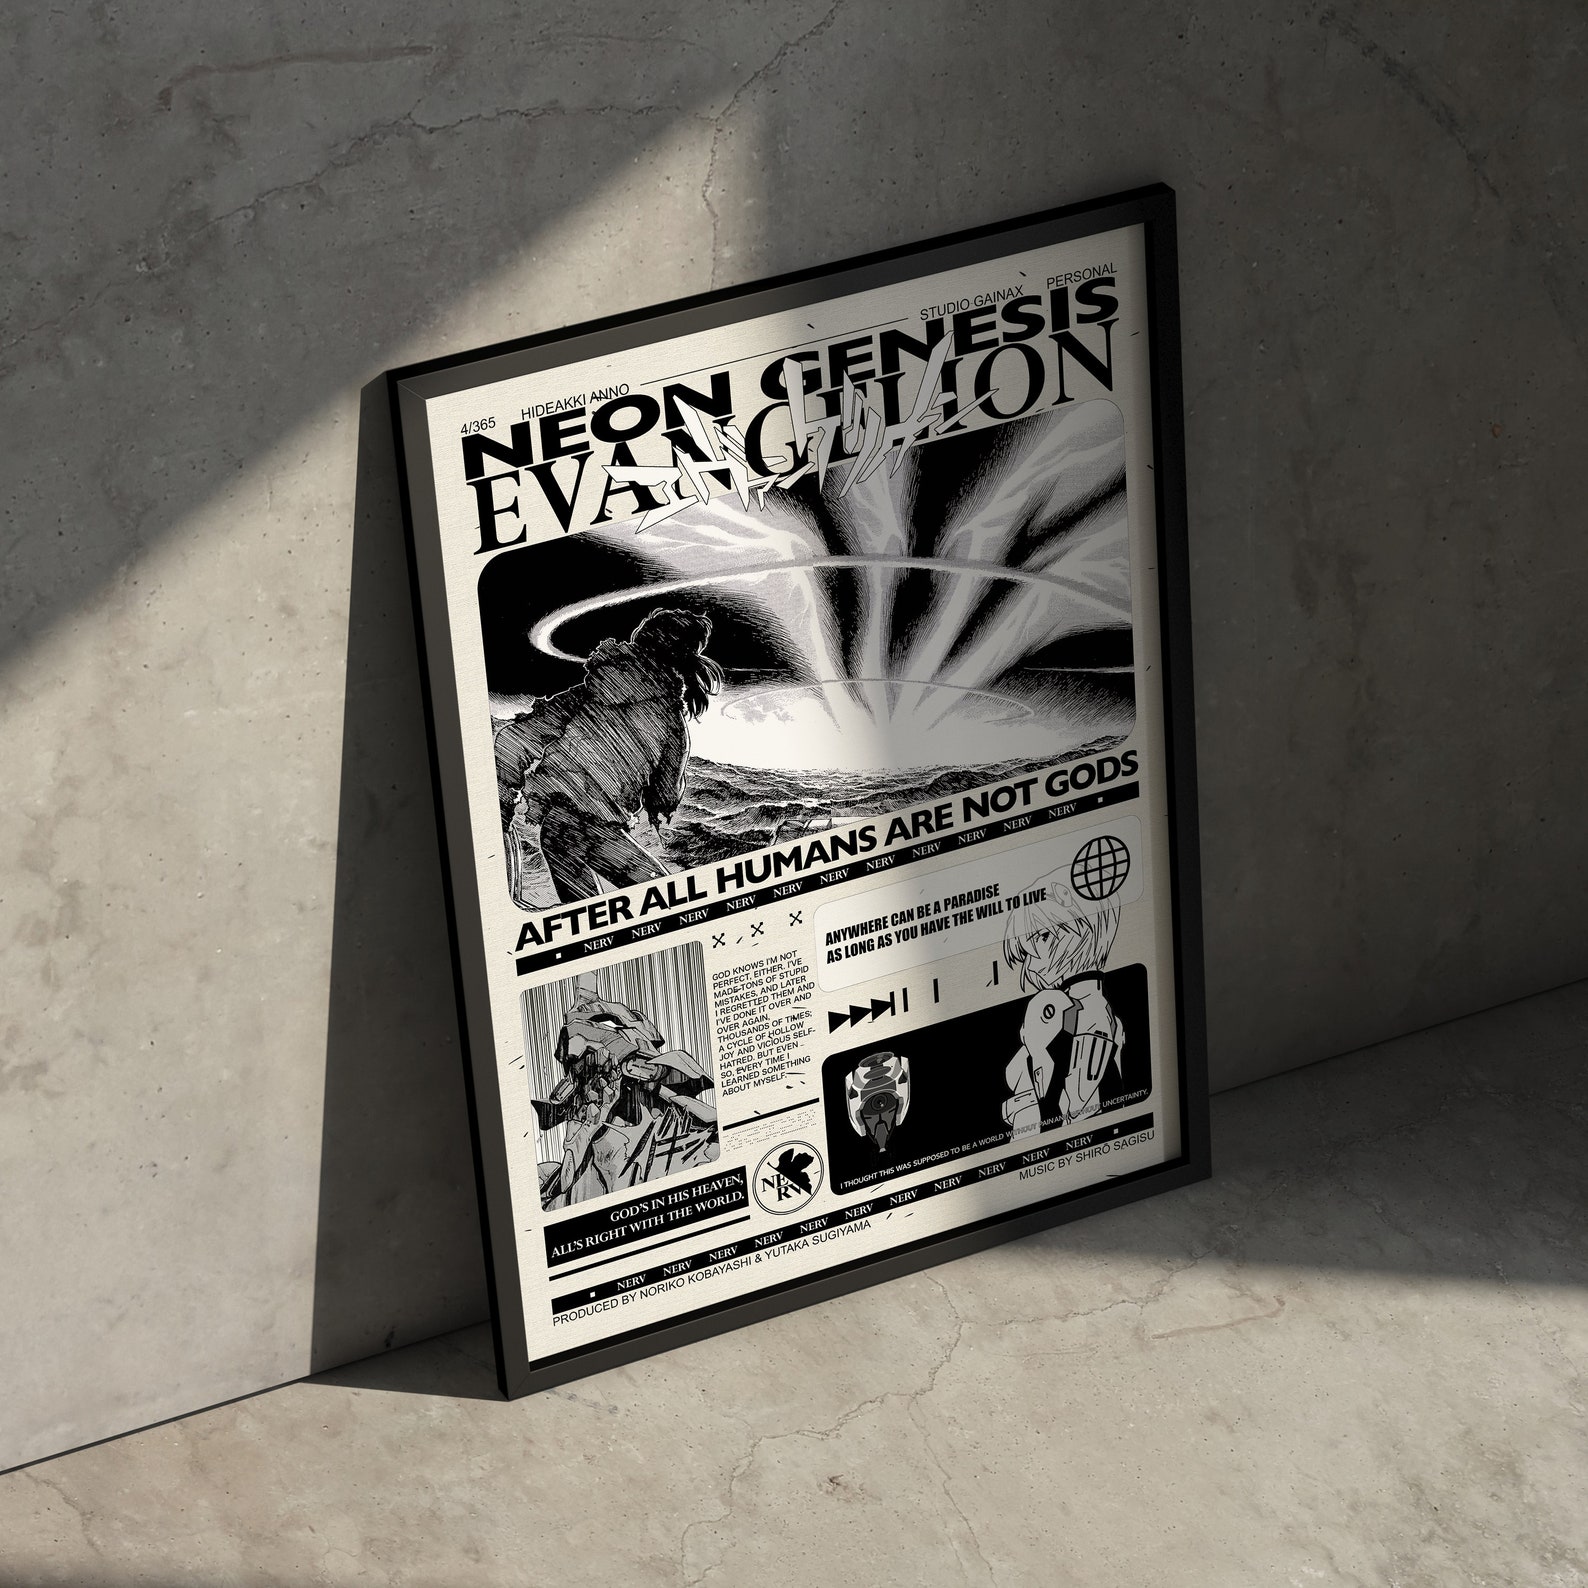 4/365 HIDEAKKI ANNO STUDIO GAINAX PERSONAL
NEON GENESIS
EVANGELION
AFTER ALL HUMANS ARE NOT GODS
NERV NERV NERV NERV NERV NERV NERV NERV NERV NERV NERV
GOD KNOWS I'M NOT
PERFECT, EITHER. I'VE
MADE TONS OF STUPID
MISTAKES, AND LATER
I REGRETTED THEM AND
I'VE DONE IT OVER AND
OVER AGAIN,
THOUSANDS OF TIMES;
A CYCLE OF HOLLOW
JOY AND VICIOUS SELF-
HATRED. BUT EVEN
SO, EVERY TIME I
LEARNED SOMETHING
ABOUT MYSELF.
ANYWHERE CAN BE A PARADISE
AS LONG AS YOU HAVE THE WILL TO LIVE
I THOUGHT THIS WAS SUPPOSED TO BE A WORLD WITHOUT PAIN AND WITHOUT UNCERTAINTY.
GOD'S IN HIS HEAVEN,
ALL'S RIGHT WITH THE WORLD.
NERV
NERV NERV NERV NERV NERV NERV NERV NERV NERV NERV NERV
PRODUCED BY NORIKO KOBAYASHI & YUTAKA SUGIYAMA MUSIC BY SHIRŌ SAGISU